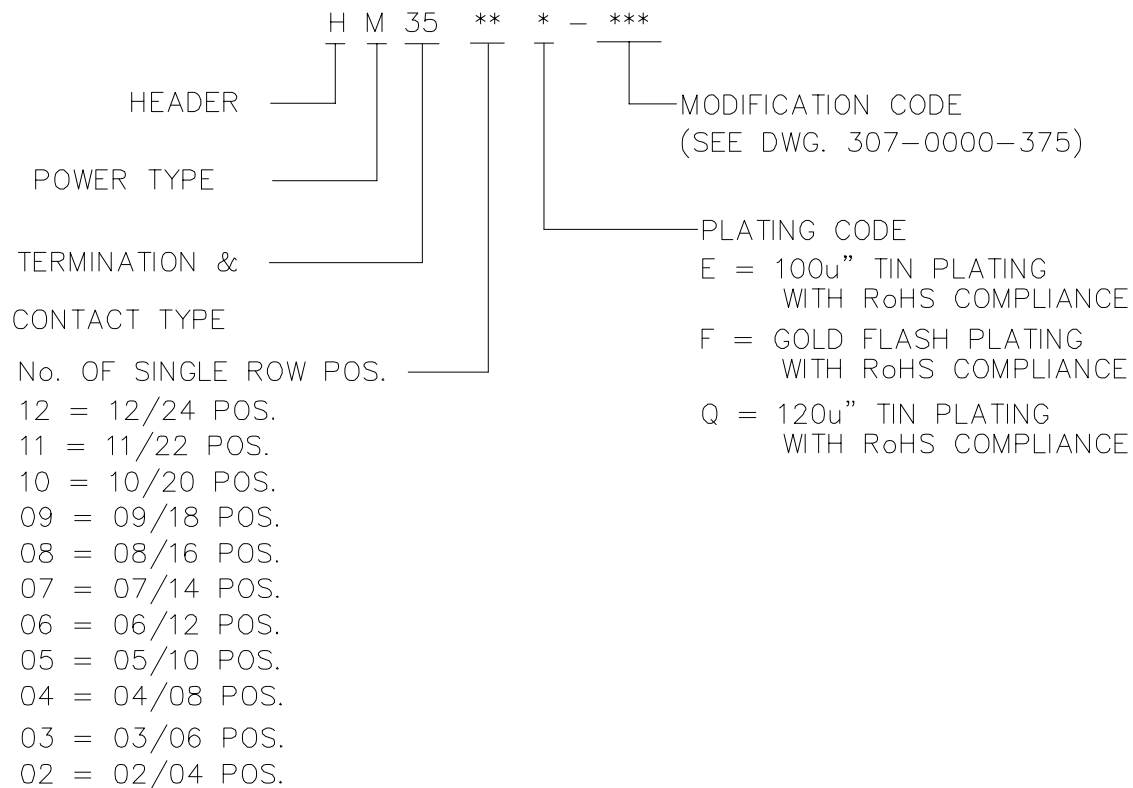 H M 35 ** * - ***
HEADER
POWER TYPE
TERMINATION &
CONTACT TYPE
No. OF SINGLE ROW POS.
12 = 12/24 POS.
11 = 11/22 POS.
10 = 10/20 POS.
09 = 09/18 POS.
08 = 08/16 POS.
07 = 07/14 POS.
06 = 06/12 POS.
05 = 05/10 POS.
04 = 04/08 POS.
03 = 03/06 POS.
02 = 02/04 POS.
MODIFICATION CODE
(SEE DWG. 307-0000-375)
PLATING CODE
E = 100u” TIN PLATING
WITH RoHS COMPLIANCE
F = GOLD FLASH PLATING
WITH RoHS COMPLIANCE
Q = 120u” TIN PLATING
WITH RoHS COMPLIANCE